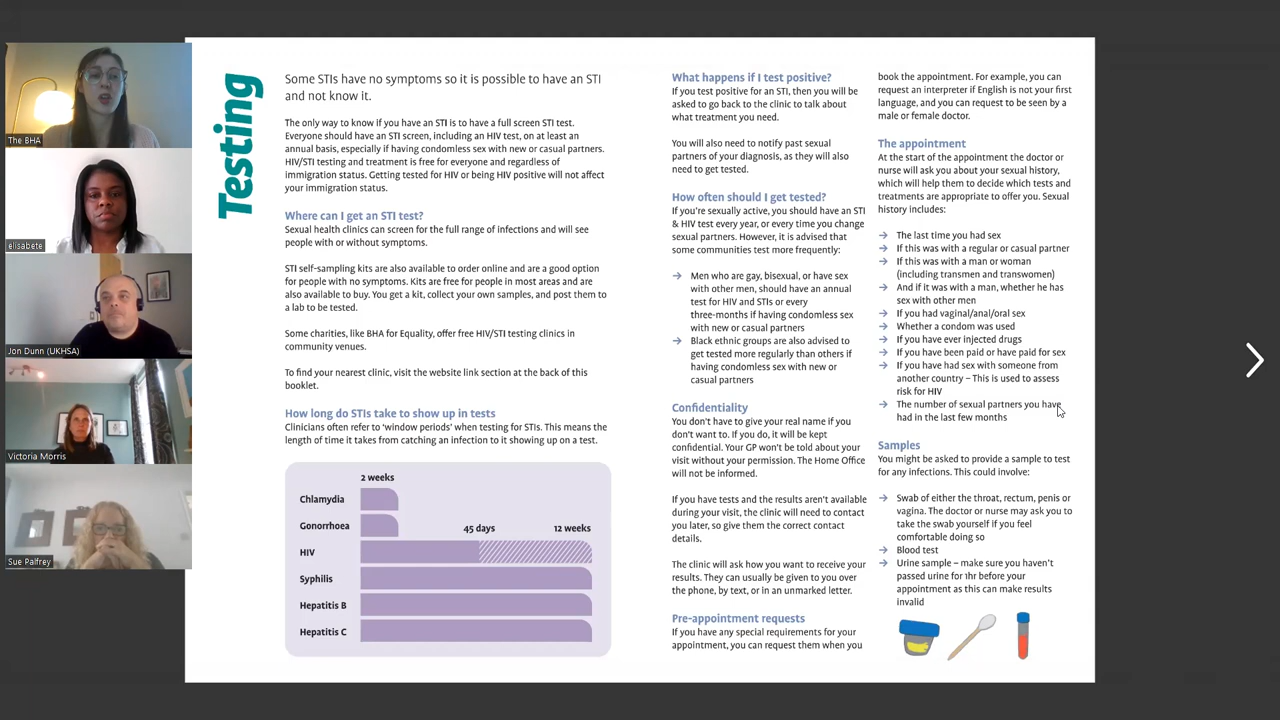 The BHA
elisabete
Jon Dunn (UKHSA)
Victoria Morris
Sue Palfrey
Testing
Some STIs have no symptoms so it is possible to have an STI
and not know it.
The only way to know if you have an STI is to have a full screen STI test.
Everyone should have an STI screen, including an HIV test, on at least an
annual basis, especially if having condomless sex with new or casual partners.
HIV/STI testing and treatment is free for everyone and regardless of
immigration status. Getting tested for HIV or being HIV positive will not affect
your immigration status.
Where can I get an STI test?
Sexual health clinics can screen for the full range of infections and will see
people with or without symptoms.
STI self-sampling kits are also available to order online and are a good option
for people with no symptoms. Kits are free for people in most areas and are
also available to buy. You get a kit, collect your own samples, and post them to
a lab to be tested.
Some charities, like BHA for Equality, offer free HIV/STI testing clinics in
community venues.
To find your nearest clinic, visit the website link section at the back of this
booklet.
How long do STIs take to show up in tests
Clinicians often refer to 'window periods' when testing for STIs. This means the
length of time it takes from catching an infection to it showing up on a test.
2 weeks
Chlamydia
Gonorrhoea
45 days 12 weeks
HIV
Syphilis
Hepatitis B
Hepatitis C
What happens if I test positive?
If you test positive for an STI, then you will be
asked to go back to the clinic to talk about
what treatment you need.
You will also need to notify past sexual
partners of your diagnosis, as they will also
need to get tested.
How often should I get tested?
If you're sexually active, you should have an STI
& HIV test every year, or every time you change
sexual partners. However, it is advised that
some communities test more frequently:
→ Men who are gay, bisexual, or have sex
with other men, should have an annual
test for HIV and STIs or every
three-months if having condomless sex
with new or casual partners
→ Black ethnic groups are also advised to
get tested more regularly than others if
having condomless sex with new or
casual partners
Confidentiality
You don't have to give your real name if you
don't want to. If you do, it will be kept
confidential. Your GP won't be told about your
visit without your permission. The Home Office
will not be informed.
If you have tests and the results aren't available
during your visit, the clinic will need to contact
you later, so give them the correct contact
details.
The clinic will ask how you want to receive your
results. They can usually be given to you over
the phone, by text, or in an unmarked letter.
Pre-appointment requests
If you have any special requirements for your
appointment, you can request them when you
book the appointment. For example, you can
request an interpreter if English is not your first
language, and you can request to be seen by a
male or female doctor.
The appointment
At the start of the appointment the doctor or
nurse will ask you about your sexual history,
which will help them to decide which tests and
treatments are appropriate to offer you. Sexual
history includes:
→ The last time you had sex
→ If this was with a regular or casual partner
→ If this was with a man or woman
(including transmen and transwomen)
→ And if it was with a man, whether he has
sex with other men
→ If you had vaginal/anal/oral sex
→ Whether a condom was used
→ If you have ever injected drugs
→ If you have been paid or have paid for sex
→ If you have had sex with someone from
another country – This is used to assess
risk for HIV
→ The number of sexual partners you have
had in the last few months
Samples
You might be asked to provide a sample to test
for any infections. This could involve:
→ Swab of either the throat, rectum, penis or
vagina. The doctor or nurse may ask you to
take the swab yourself if you feel
comfortable doing so
→ Blood test
→ Urine sample – make sure you haven't
passed urine for 1hr before your
appointment as this can make results
invalid